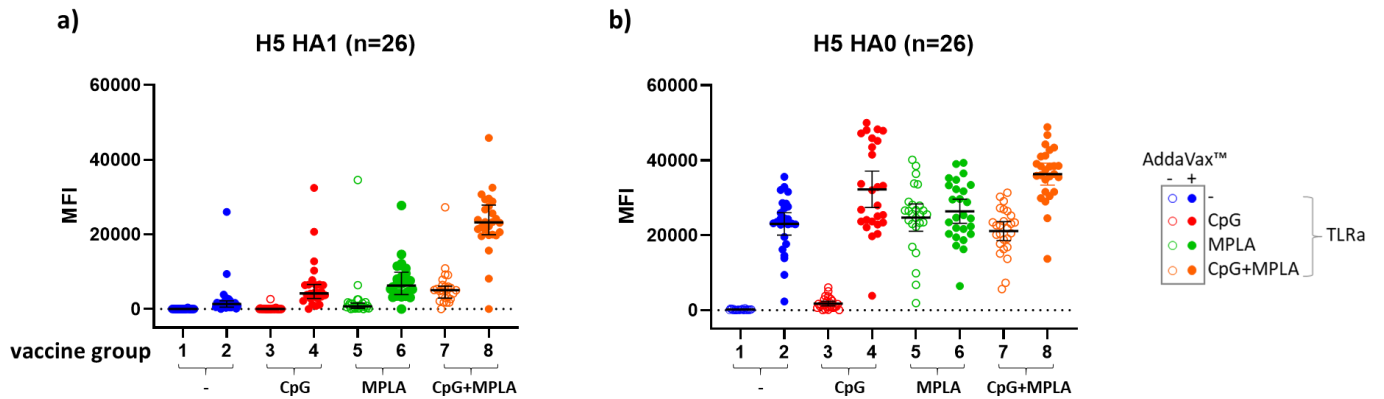 a)
H5 HA1 (n=26)
MFI
60000
40000
20000
0
vaccine group
1 2 3 4 5 6 7 8
- CpG MPLA CpG+MPLA
b)
H5 HA0 (n=26)
MFI
60000
40000
20000
0
1 2 3 4 5 6 7 8
- CpG MPLA CpG+MPLA
AddaVax™
- +
-
CpG
MPLA
CpG+MPLA
TLRa